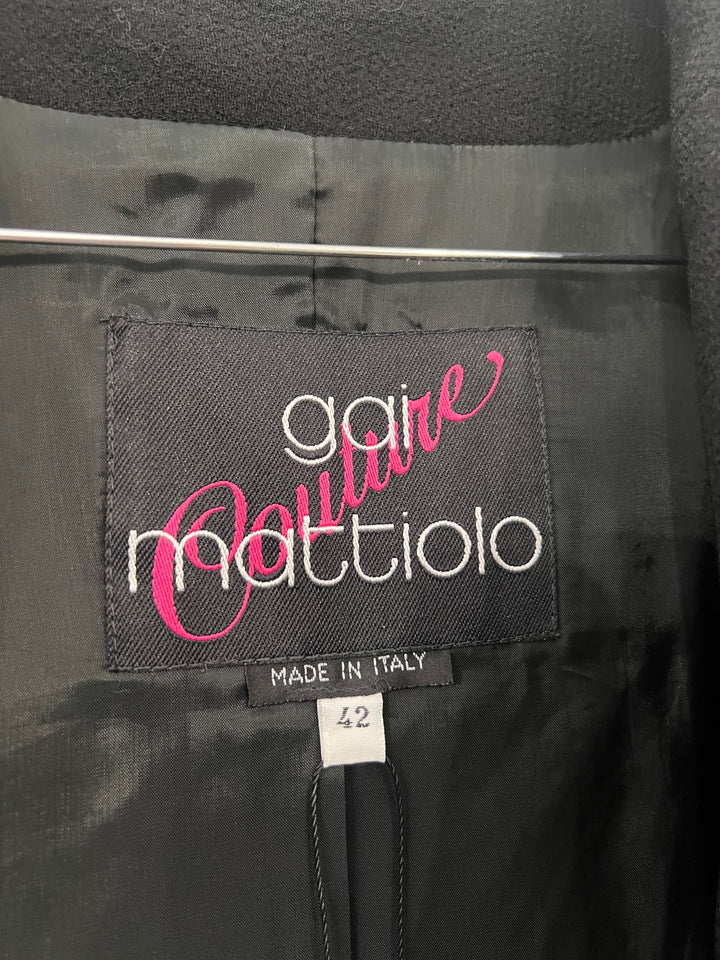 gai
Couture
mattiolo
MADE IN ITALY
42